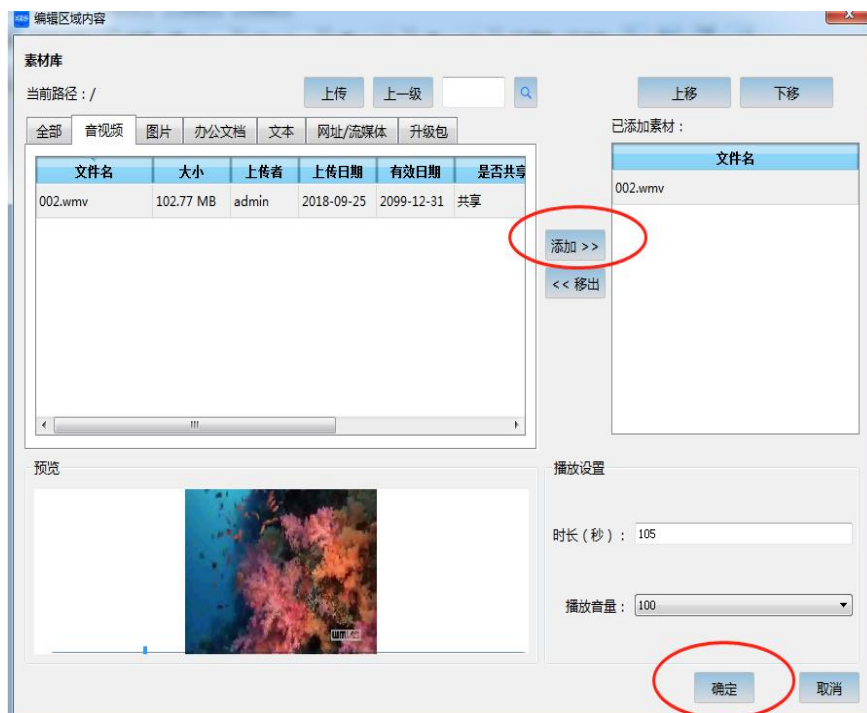 编辑区域内容
素材库
当前路径：/
上传 上一级 上移 下移
全部 音视频 图片 办公文档 文本 网址/流媒体 升级包
已添加素材：
文件名 大小 上传者 上传日期 有效日期 是否共享
文件名
002.wmv 102.77 MB admin 2018-09-25 2099-12-31 共享
002.wmv
添加 >>
<< 移出
预览
播放设置
时长（秒）： 105
播放音量： 100
确定 取消